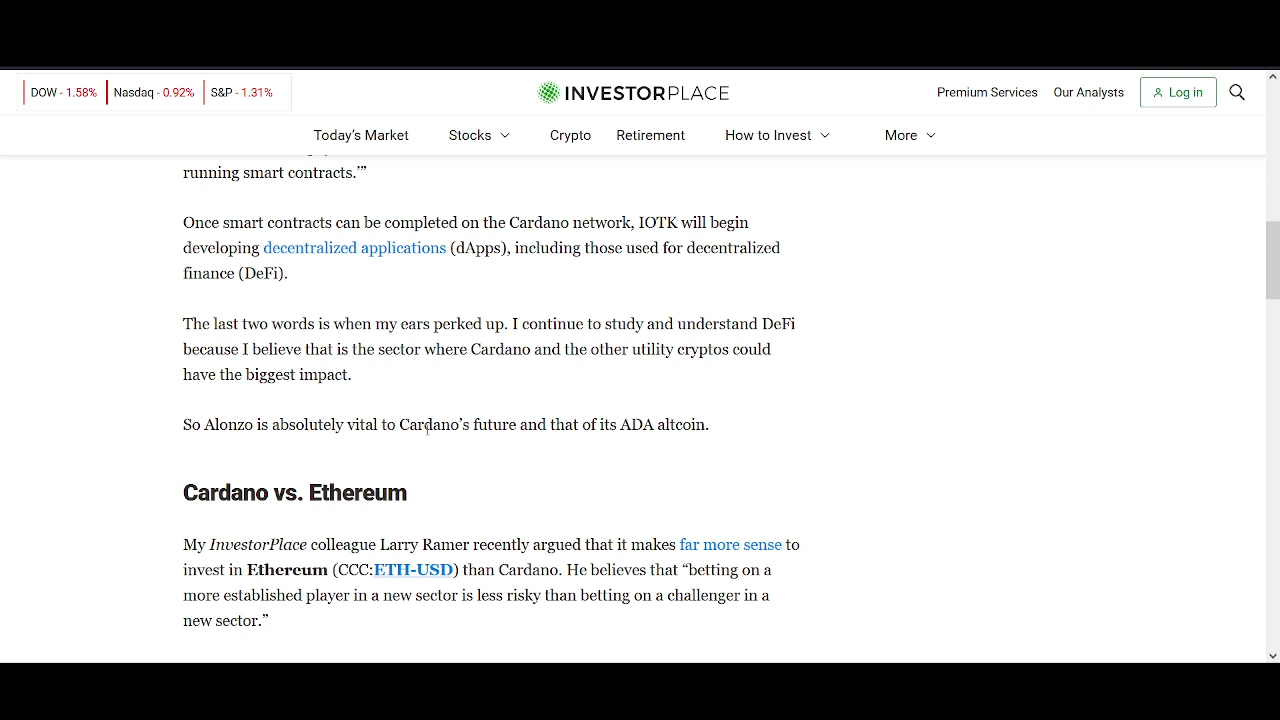 DOW - 1.58% Nasdaq - 0.92% S&P - 1.31%
INVESTORPLACE
Premium Services Our Analysts Log in
Today's Market Stocks Crypto Retirement How to Invest More
running smart contracts.’”
Once smart contracts can be completed on the Cardano network, IOTK will begin
developing decentralized applications (dApps), including those used for decentralized
finance (DeFi).
The last two words is when my ears perked up. I continue to study and understand DeFi
because I believe that is the sector where Cardano and the other utility cryptos could
have the biggest impact.
So Alonzo is absolutely vital to Cardano’s future and that of its ADA altcoin.
Cardano vs. Ethereum
My InvestorPlace colleague Larry Ramer recently argued that it makes far more sense to
invest in Ethereum (CCC:ETH-USD) than Cardano. He believes that “betting on a
more established player in a new sector is less risky than betting on a challenger in a
new sector.”